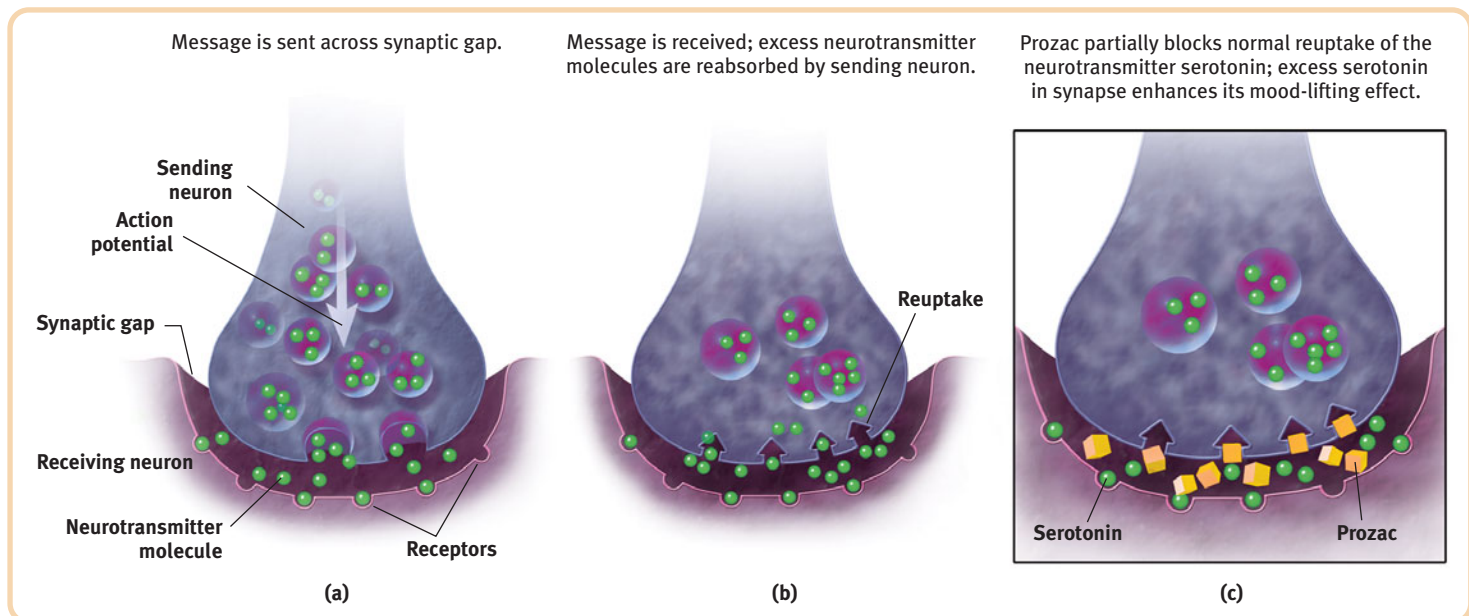 Message is sent across synaptic gap.
Message is received; excess neurotransmitter
molecules are reabsorbed by sending neuron.
Prozac partially blocks normal reuptake of the
neurotransmitter serotonin; excess serotonin
in synapse enhances its mood-lifting effect.
Sending
neuron
Action
potential
Synaptic gap
Receiving neuron
Neurotransmitter
molecule
Receptors
(a)
Reuptake
(b)
Serotonin
Prozac
(c)